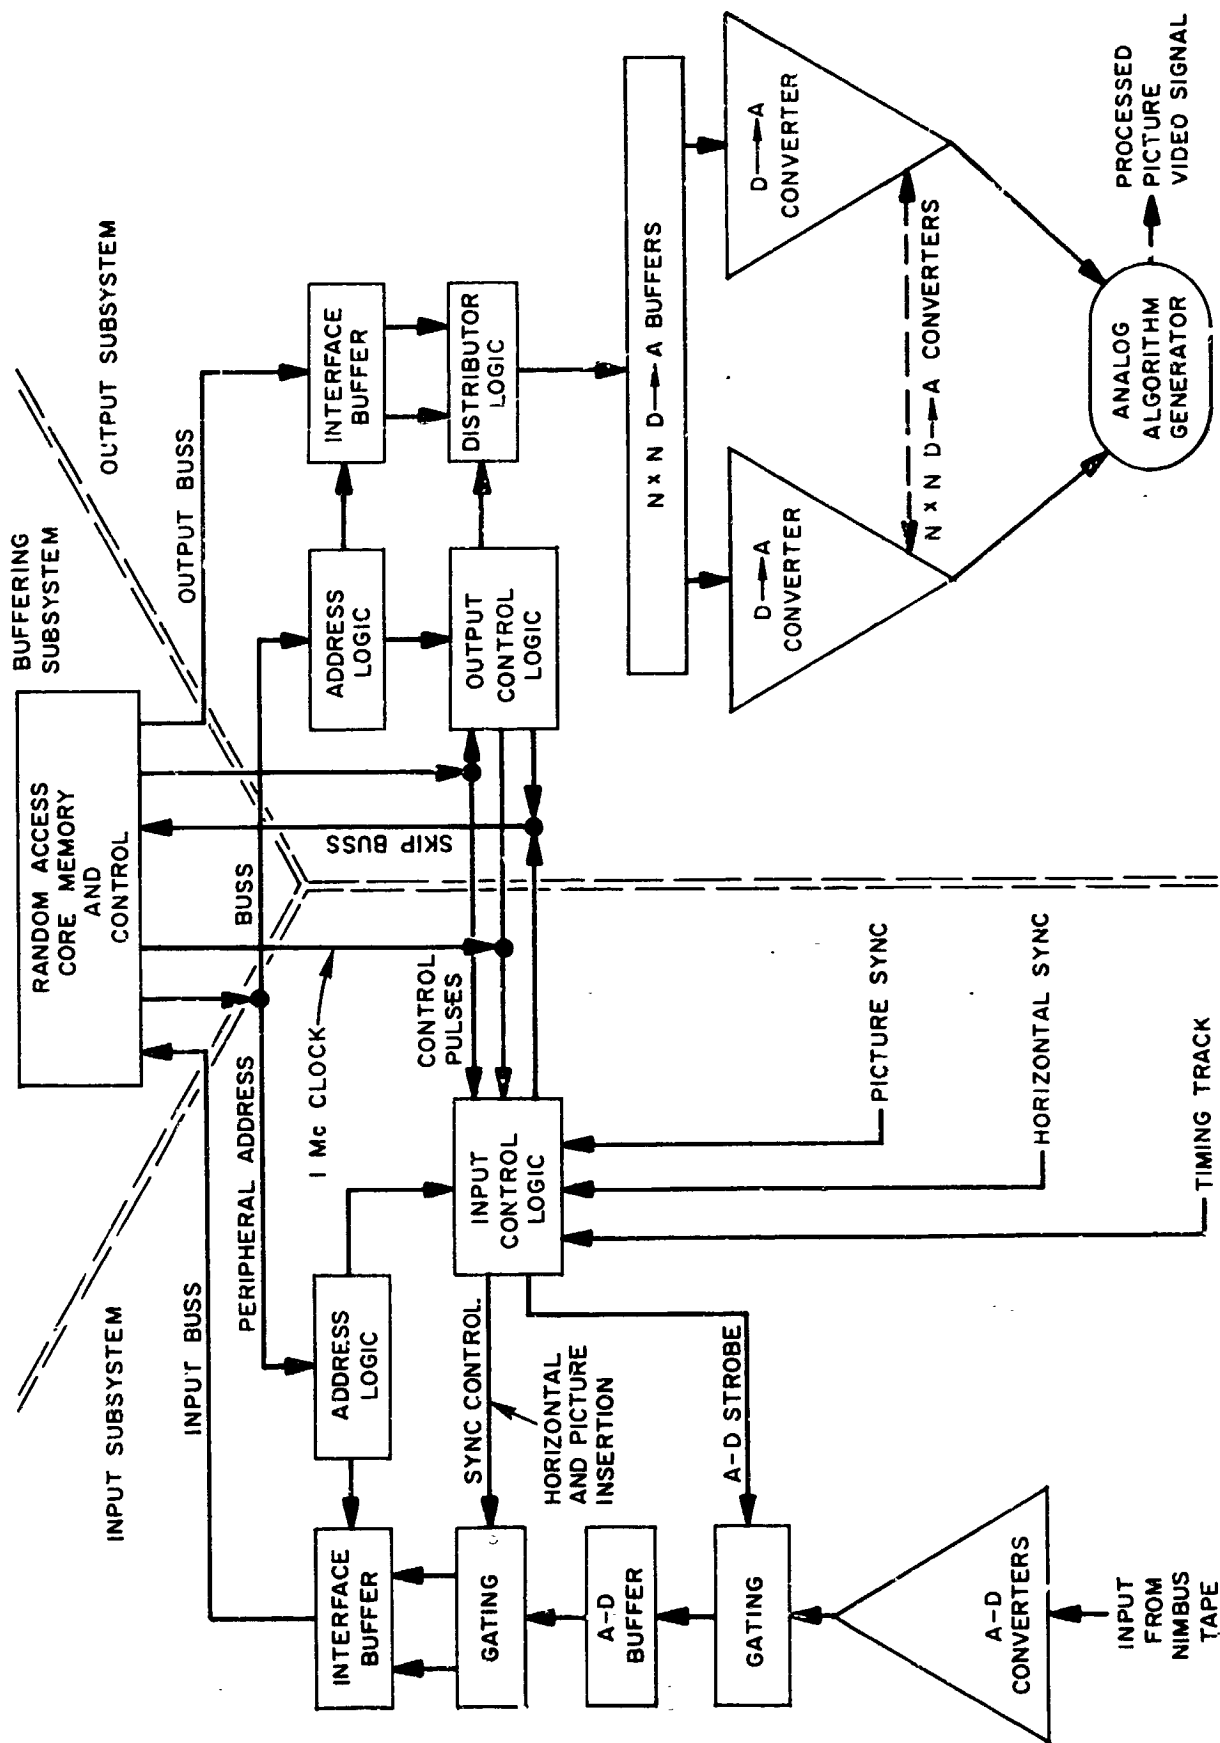 INPUT SUBSYSTEM
BUFFERING
SUBSYSTEM
OUTPUT SUBSYSTEM
RANDOM ACCESS
CORE MEMORY
AND
CONTROL
INPUT BUSS
OUTPUT BUSS
PERIPHERAL ADDRESS
BUSS
SKIP BUSS
1 Mc CLOCK
CONTROL
PULSES
INTERFACE
BUFFER
ADDRESS
LOGIC
ADDRESS
LOGIC
INTERFACE
BUFFER
GATING
SYNC CONTROL
HORIZONTAL
AND PICTURE
INSERTION
INPUT
CONTROL
LOGIC
OUTPUT
CONTROL
LOGIC
DISTRIBUTOR
LOGIC
A-D
BUFFER
GATING
A-D STROBE
PICTURE SYNC
HORIZONTAL SYNC
TIMING TRACK
A-D
CONVERTERS
INPUT
FROM
NIMBUS
TAPE
N × N D→A BUFFERS
D→A
CONVERTER
D→A
CONVERTER
N × N D→A CONVERTERS
ANALOG
ALGORITHM
GENERATOR
PROCESSED
PICTURE
VIDEO SIGNAL